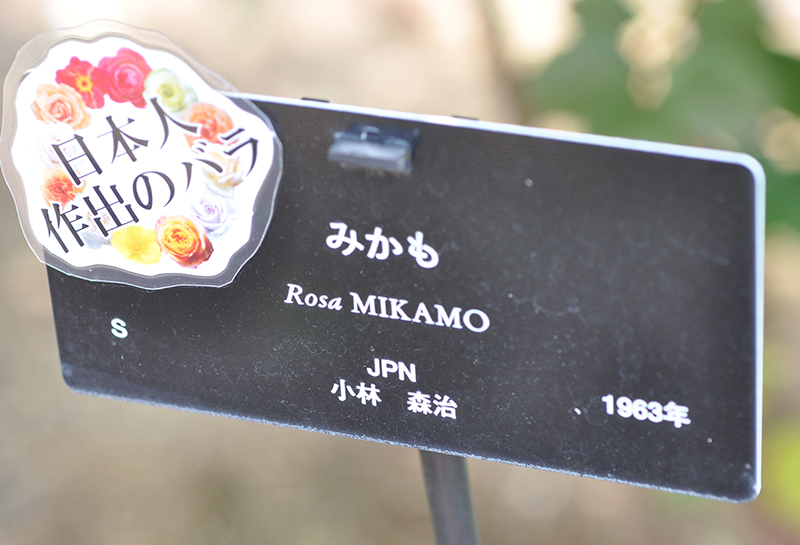 日本人
作出のバラ
みかも
Rosa MIKAMO
S
JPN
小林 森治
1963年